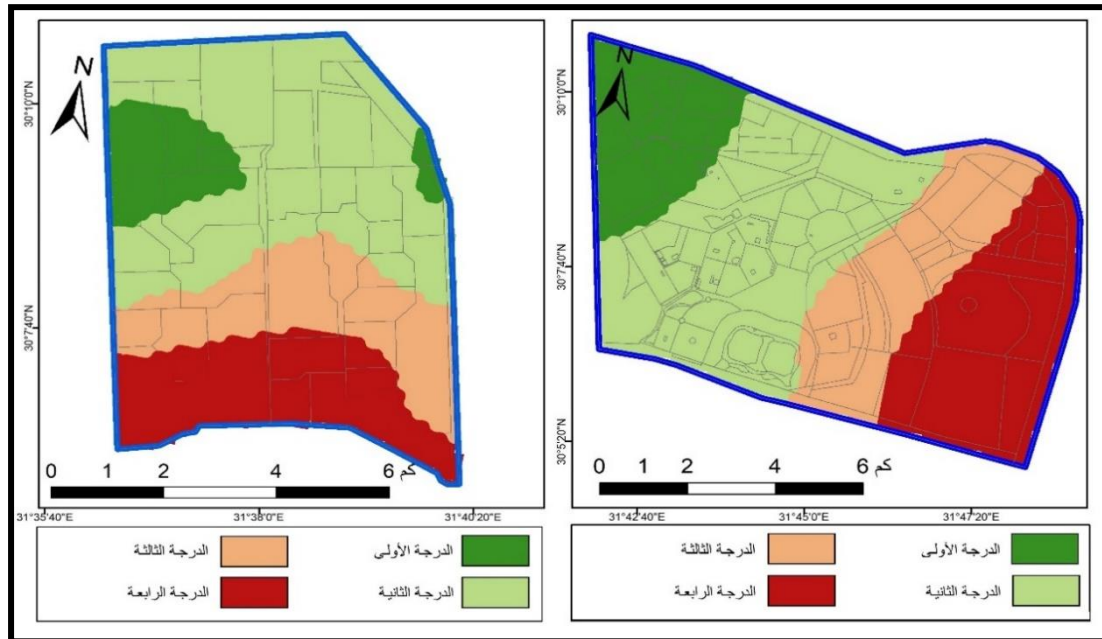 N
30°10'0"N
30°7'40"N
0 1 2 4 6 كم
31°35'40"E 31°38'0"E 31°40'20"E
الدرجة الأولى
الدرجة الثالثة
الدرجة الثانية
الدرجة الرابعة
N
30°10'0"N
30°7'40"N
30°5'20"N
0 1 2 4 6 كم
31°42'40"E 31°45'0"E 31°47'20"E
الدرجة الأولى
الدرجة الثالثة
الدرجة الثانية
الدرجة الرابعة